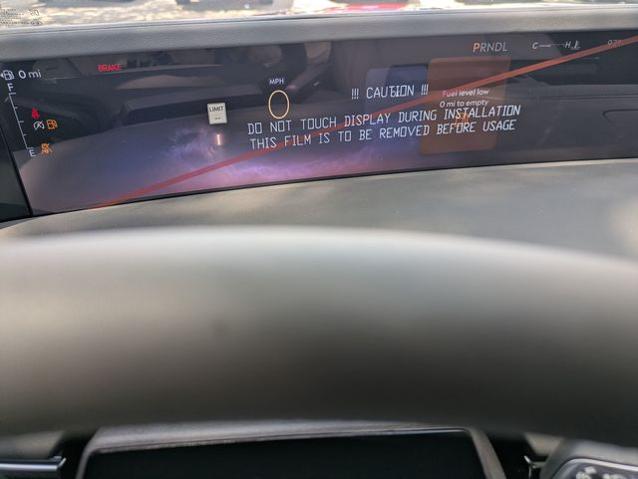 PRNDL
C H
0 mi
BRAKE
F
MPH
!!! CAUTION !!!
Fuel level low
LIMIT
--
0
0 mi to empty
DO NOT TOUCH DISPLAY DURING INSTALLATION
THIS FILM IS TO BE REMOVED BEFORE USAGE
E